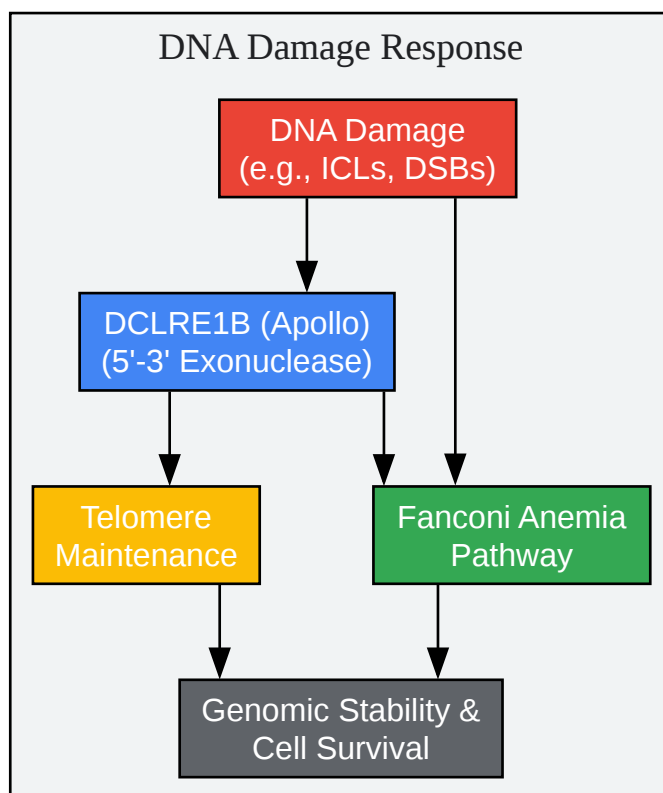 DNA Damage Response
DNA Damage
(e.g., ICLs, DSBs)
DCLRE1B (Apollo)
(5'-3' Exonuclease)
Telomere
Maintenance
Fanconi Anemia
Pathway
Genomic Stability &
Cell Survival